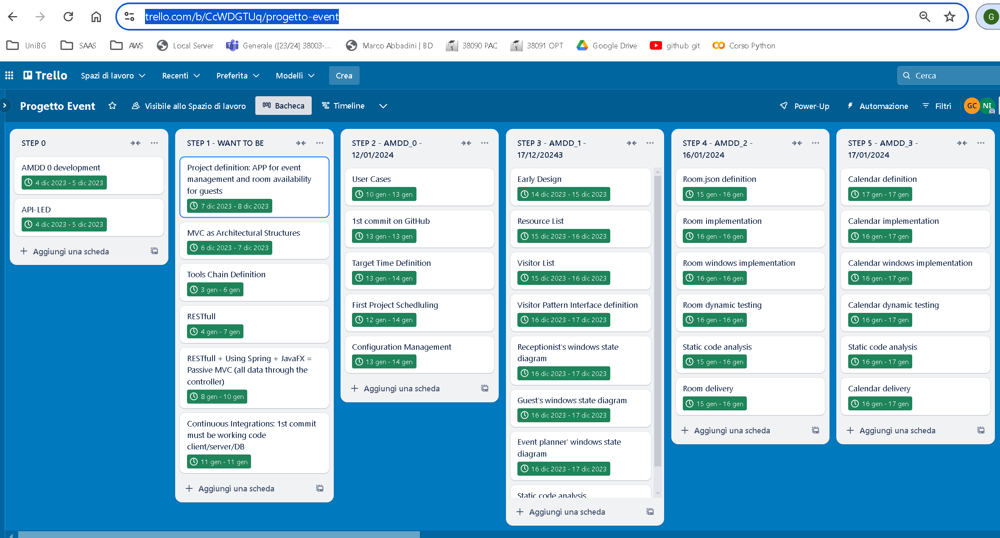 trello.com/b/CcWDGTUq/progetto-event
G
UniBG
SAAS
AWS
Local Server
Generale ([23/24] 38003-...
Marco Abbadini | BD
38090 PAC
38091 OPT
Google Drive
github git
Corso Python
Trello
Spazi di lavoro
Recenti
Preferita
Modelli
Crea
Cerca
Progetto Event
Visibile allo Spazio di lavoro
Bacheca
Timeline
Power-Up
Automazione
Filtri
GC
NI
STEP 0
AMDD 0 development
4 dic 2023 - 5 dic 2023
API-LED
4 dic 2023 - 5 dic 2023
Aggiungi una scheda
STEP 1 - WANT TO BE
Project definition: APP for event
management and room availability
for guests
7 dic 2023 - 8 dic 2023
MVC as Architectural Structures
6 dic 2023 - 7 dic 2023
Tools Chain Definition
3 gen - 6 gen
RESTfull
4 gen - 7 gen
RESTfull + Using Spring + JavaFX =
Passive MVC (all data through the
controller)
8 gen - 10 gen
Continuous Integrations: 1st commit
must be working code
client/server/DB
11 gen - 11 gen
Aggiungi una scheda
STEP 2 - AMDD_0 -
12/01/2024
User Cases
10 gen - 13 gen
1st commit on GitHub
13 gen - 13 gen
Target Time Definition
13 gen - 14 gen
First Project Schedluling
12 gen - 14 gen
Configuration Management
13 gen - 14 gen
Aggiungi una scheda
STEP 3 - AMDD_1 -
17/12/20243
Early Design
14 dic 2023 - 15 dic 2023
Resource List
15 dic 2023 - 16 dic 2023
Visitor List
15 dic 2023 - 16 dic 2023
Visitor Pattern Interface definition
16 dic 2023 - 17 dic 2023
Receptionist's windows state
diagram
16 dic 2023 - 17 dic 2023
Guest's windows state diagram
16 dic 2023 - 17 dic 2023
Event planner' windows state
diagram
16 dic 2023 - 17 dic 2023
Static code analysis
Aggiungi una scheda
STEP 4 - AMDD_2 -
16/01/2024
Room.json definition
15 gen - 16 gen
Room implementation
16 gen - 16 gen
Room windows implementation
16 gen - 16 gen
Room dynamic testing
16 gen - 16 gen
Static code analysis
15 gen - 16 gen
Room delivery
15 gen - 16 gen
Aggiungi una scheda
STEP 5 - AMDD_3 -
17/01/2024
Calendar definition
17 gen - 17 gen
Calendar implementation
16 gen - 17 gen
Calendar windows implementation
16 gen - 17 gen
Calendar dynamic testing
16 gen - 17 gen
Static code analysis
16 gen - 17 gen
Calendar delivery
16 gen - 17 gen
Aggiungi una scheda